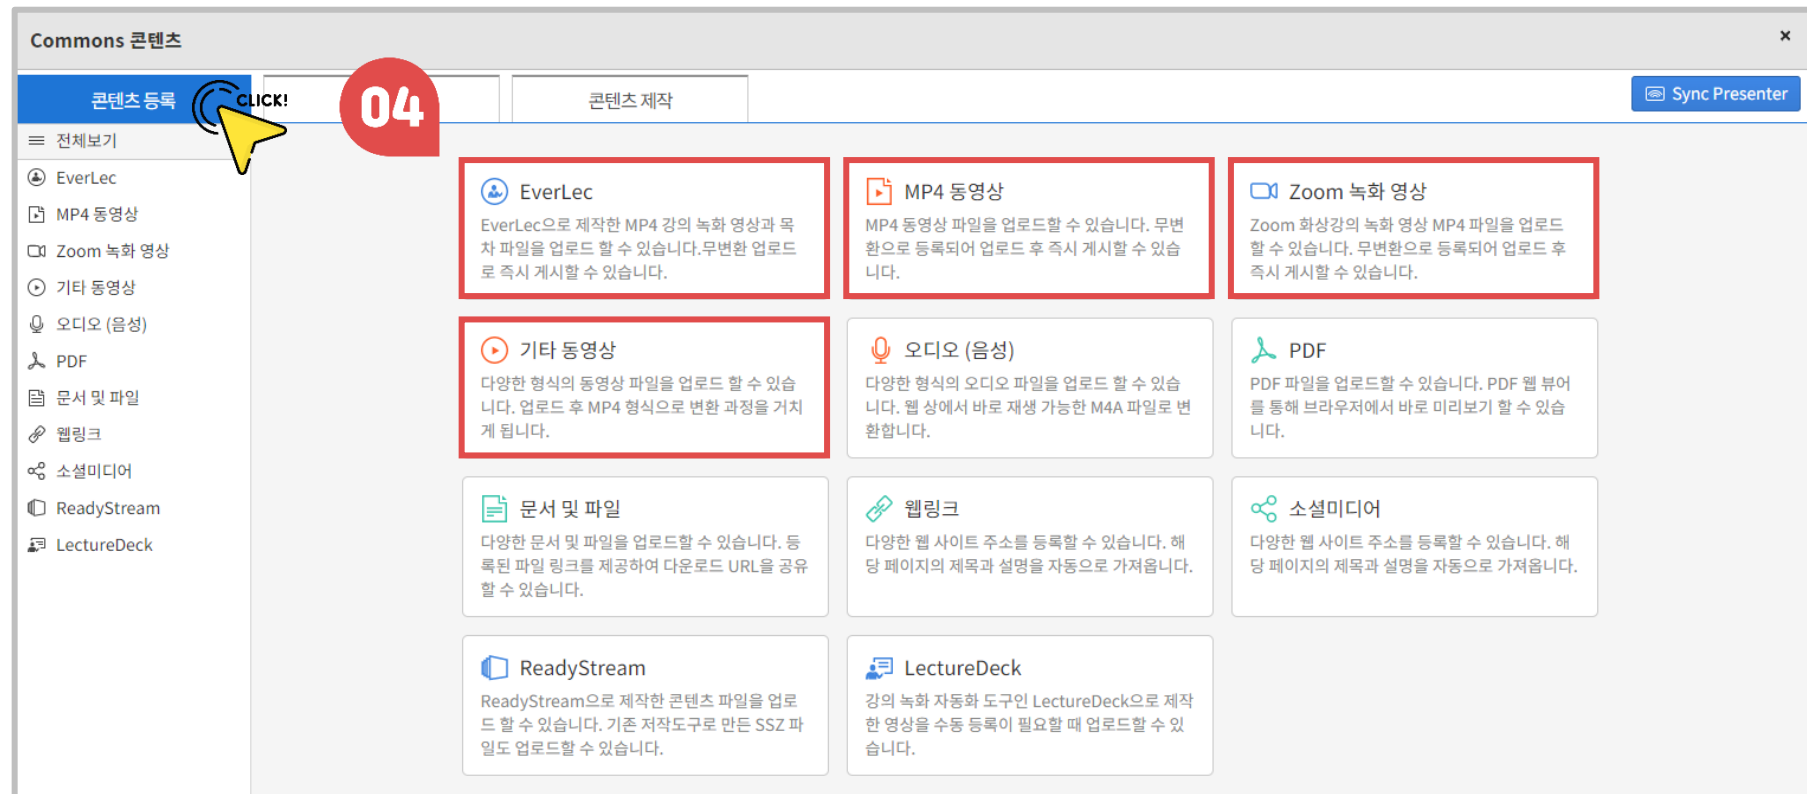 Commons 콘텐츠
×
콘텐츠 등록
CLICK!
04
콘텐츠 제작
Sync Presenter
전체보기
EverLec
MP4 동영상
Zoom 녹화 영상
기타 동영상
오디오 (음성)
PDF
문서 및 파일
웹링크
소셜미디어
ReadyStream
LectureDeck
EverLec
EverLec으로 제작한 MP4 강의 녹화 영상과 목
차 파일을 업로드 할 수 있습니다.무변환 업로드
로 즉시 게시할 수 있습니다.
MP4 동영상
MP4 동영상 파일을 업로드할 수 있습니다. 무변
환으로 등록되어 업로드 후 즉시 게시할 수 있습
니다.
Zoom 녹화 영상
Zoom 화상강의 녹화 영상 MP4 파일을 업로드
할 수 있습니다. 무변환으로 등록되어 업로드 후
즉시 게시할 수 있습니다.
기타 동영상
다양한 형식의 동영상 파일을 업로드 할 수 있습
니다. 업로드 후 MP4 형식으로 변환 과정을 거치
게 됩니다.
오디오 (음성)
다양한 형식의 오디오 파일을 업로드 할 수 있습
니다. 웹 상에서 바로 재생 가능한 M4A 파일로 변
환합니다.
PDF
PDF 파일을 업로드할 수 있습니다. PDF 웹 뷰어
를 통해 브라우저에서 바로 미리보기 할 수 있습
니다.
문서 및 파일
다양한 문서 및 파일을 업로드할 수 있습니다. 등
록된 파일 링크를 제공하여 다운로드 URL을 공유
할 수 있습니다.
웹링크
다양한 웹 사이트 주소를 등록할 수 있습니다. 해
당 페이지의 제목과 설명을 자동으로 가져옵니다.
소셜미디어
다양한 웹 사이트 주소를 등록할 수 있습니다. 해
당 페이지의 제목과 설명을 자동으로 가져옵니다.
ReadyStream
ReadyStream으로 제작한 콘텐츠 파일을 업로
드 할 수 있습니다. 기존 저작도구로 만든 SSZ 파
일도 업로드할 수 있습니다.
LectureDeck
강의 녹화 자동화 도구인 LectureDeck으로 제작
한 영상을 수동 등록이 필요할 때 업로드할 수 있
습니다.